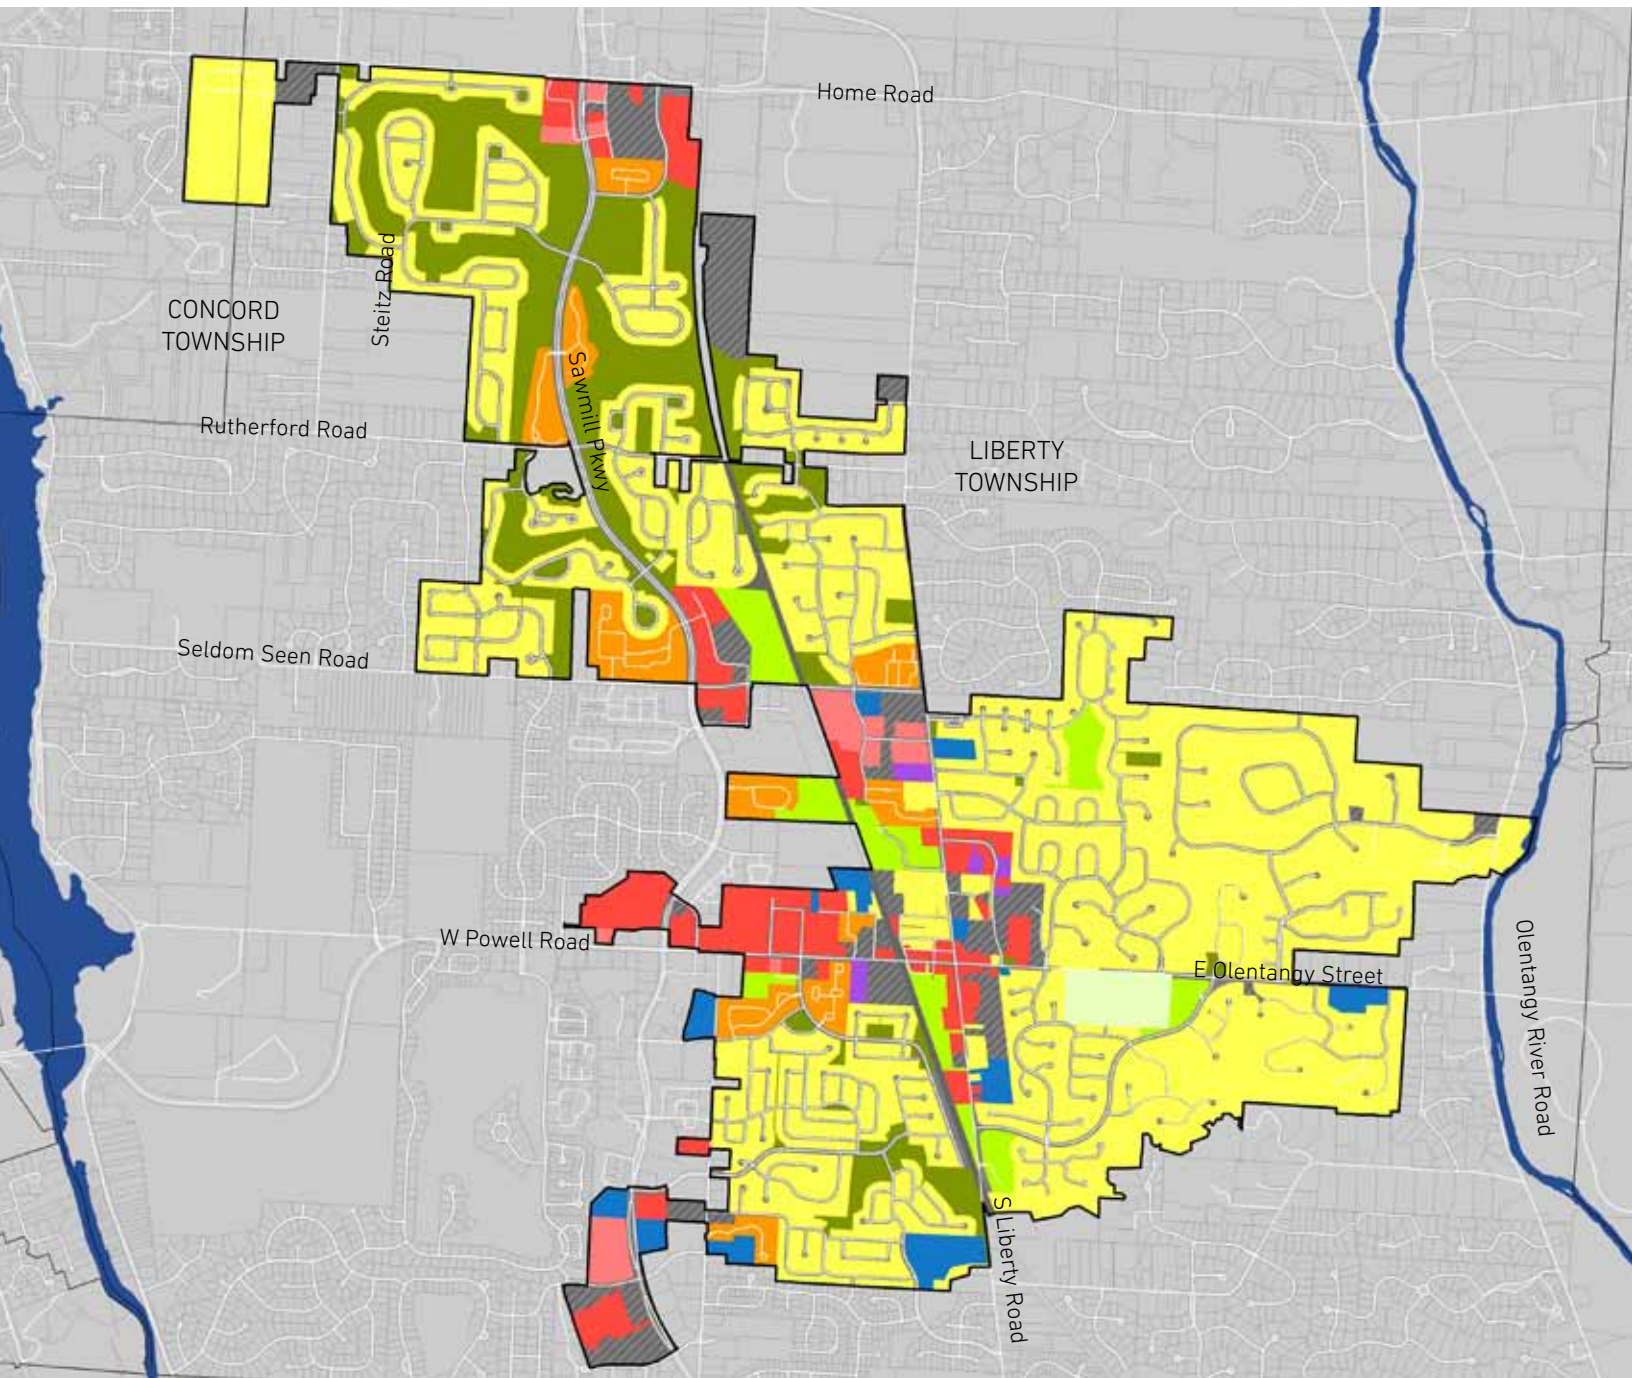 Home Road
Steitz Road
CONCORD
TOWNSHIP
Sawmill Pkwy
Rutherford Road
LIBERTY
TOWNSHIP
Seldom Seen Road
W Powell Road
E Olentangy Street
Olentangy River Road
S Liberty Road